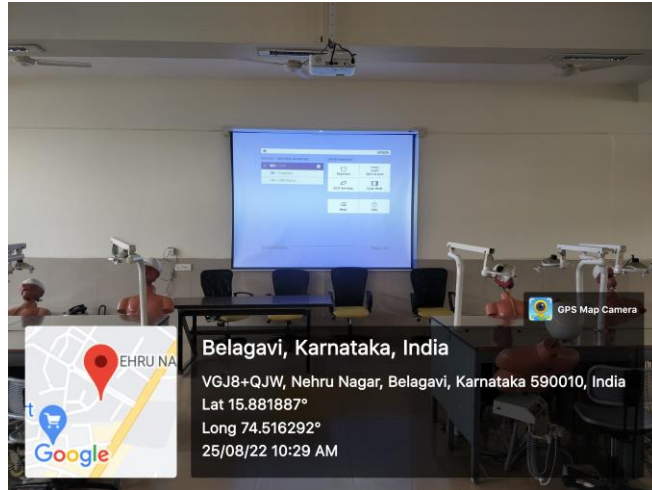 EPSON
GPS Map Camera
EHRU NA
Google
Belagavi, Karnataka, India
VGJ8+QJW, Nehru Nagar, Belagavi, Karnataka 590010, India
Lat 15.881887°
Long 74.516292°
25/08/22 10:29 AM